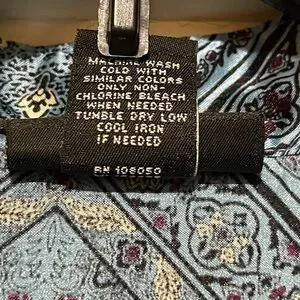 MACHINE WASH
COLD WITH
SIMILAR COLORS
ONLY NON-
CHLORINE BLEACH
WHEN NEEDED
TUMBLE DRY LOW
COOL IRON
IF NEEDED
RN 108050